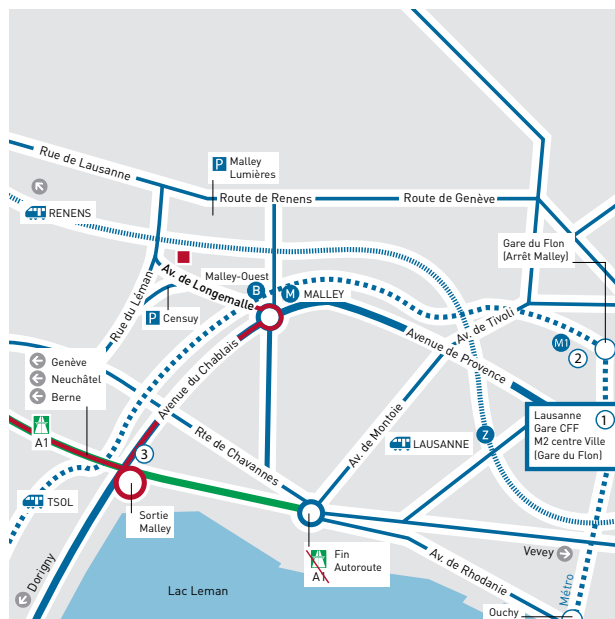 Rue de Lausanne
P Malley
Lumières
Route de Renens
Route de Genève
RENENS
Gare du Flon
(Arrêt Malley)
Av. de Longemalle
Malley-Ouest
B
M
MALLEY
Rue du Léman
P Censuy
Av. de Tivoli
Avenue de Provence
M1
2
Genève
Neuchâtel
Berne
Avenue du Chablais
A1
3
Rte de Chavannes
Av. de Montoie
LAUSANNE
Z
Lausanne
Gare CFF
M2 centre Ville
(Gare du Flon)
1
TSOL
Sortie
Malley
Fin
Autoroute
A1
Vevey
Dorigny
Av. de Rhodanie
Métro
Lac Leman
Ouchy